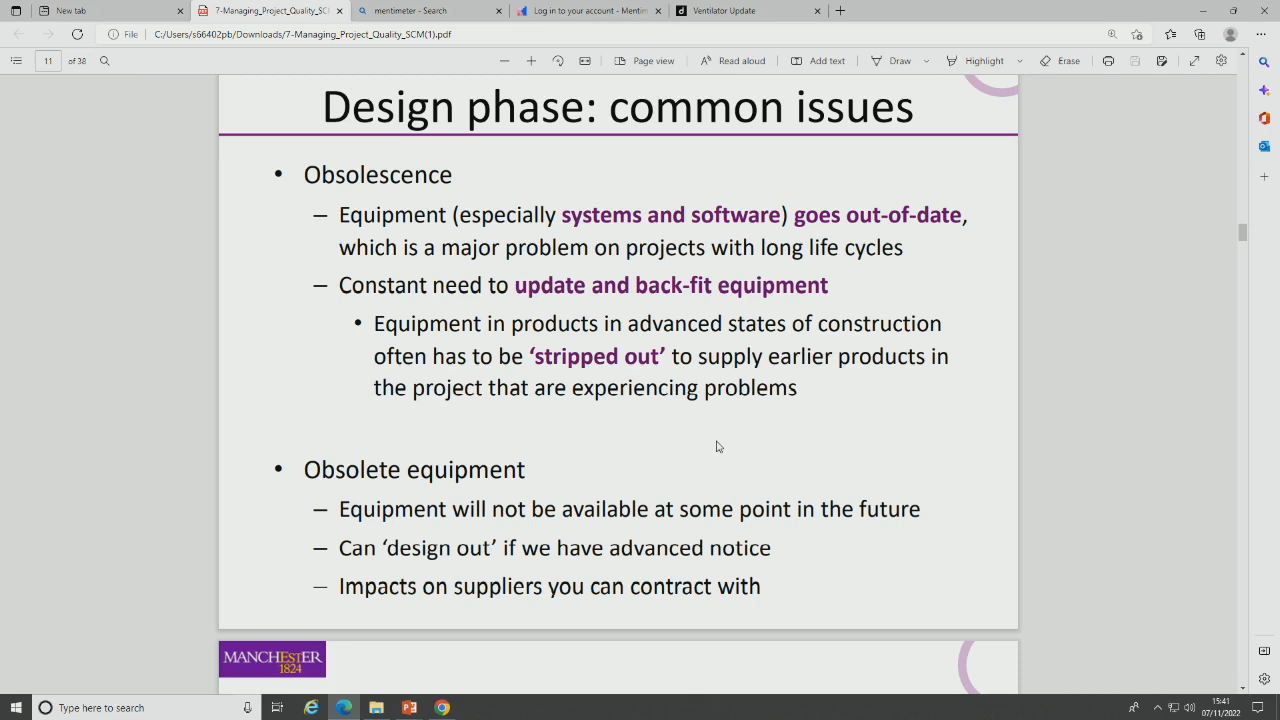 New tab
7-Managing_Project_Quality_SCM
mentimeter - Search
Log in to your account - Mentim
Ventilator Update
File
C:/Users/s66402pb/Downloads/7-Managing_Project_Quality_SCM(1).pdf
11 of 38
Page view
Read aloud
Add text
Draw
Highlight
Erase
Design phase: common issues
• Obsolescence
– Equipment (especially systems and software) goes out-of-date,
which is a major problem on projects with long life cycles
– Constant need to update and back-fit equipment
• Equipment in products in advanced states of construction
often has to be ‘stripped out’ to supply earlier products in
the project that are experiencing problems
• Obsolete equipment
– Equipment will not be available at some point in the future
– Can ‘design out’ if we have advanced notice
– Impacts on suppliers you can contract with
MANCHESTER
1824
Type here to search
15:41
07/11/2022